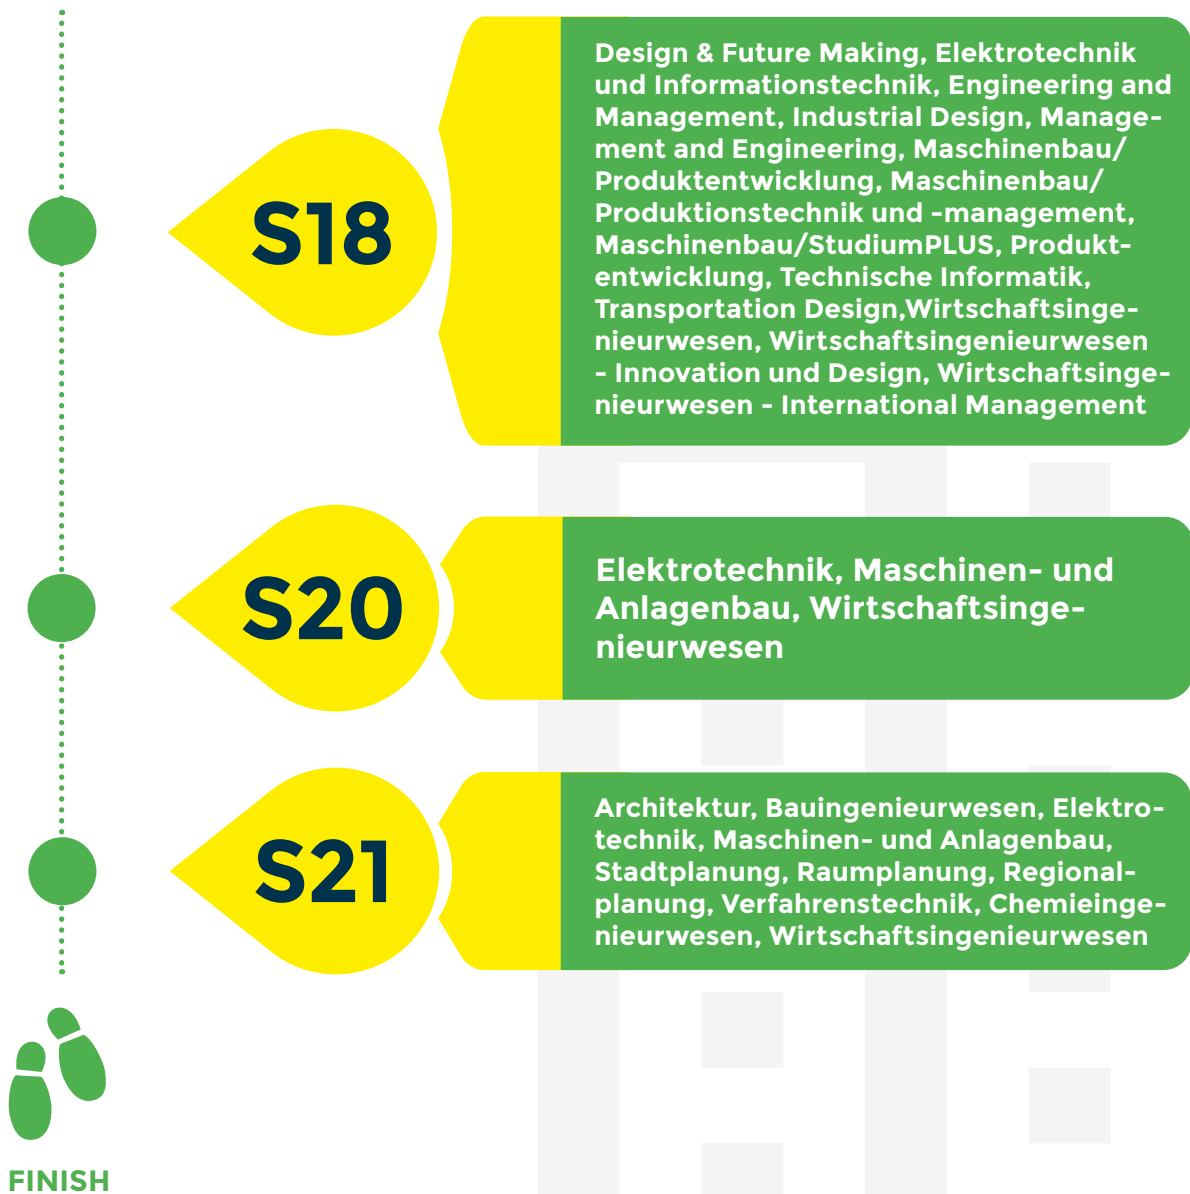 S18
Design & Future Making, Elektrotechnik
und Informationstechnik, Engineering and
Management, Industrial Design, Manage-
ment and Engineering, Maschinenbau/
Produktentwicklung, Maschinenbau/
Produktionstechnik und -management,
Maschinenbau/StudiumPLUS, Produkt-
entwicklung, Technische Informatik,
Transportation Design,Wirtschaftsinge-
nieurwesen, Wirtschaftsingenieurwesen
- Innovation und Design, Wirtschaftsinge-
nieurwesen - International Management
S20
Elektrotechnik, Maschinen- und
Anlagenbau, Wirtschaftsinge-
nieurwesen
S21
Architektur, Bauingenieurwesen, Elektro-
technik, Maschinen- und Anlagenbau,
Stadtplanung, Raumplanung, Regional-
planung, Verfahrenstechnik, Chemieinge-
nieurwesen, Wirtschaftsingenieurwesen
FINISH